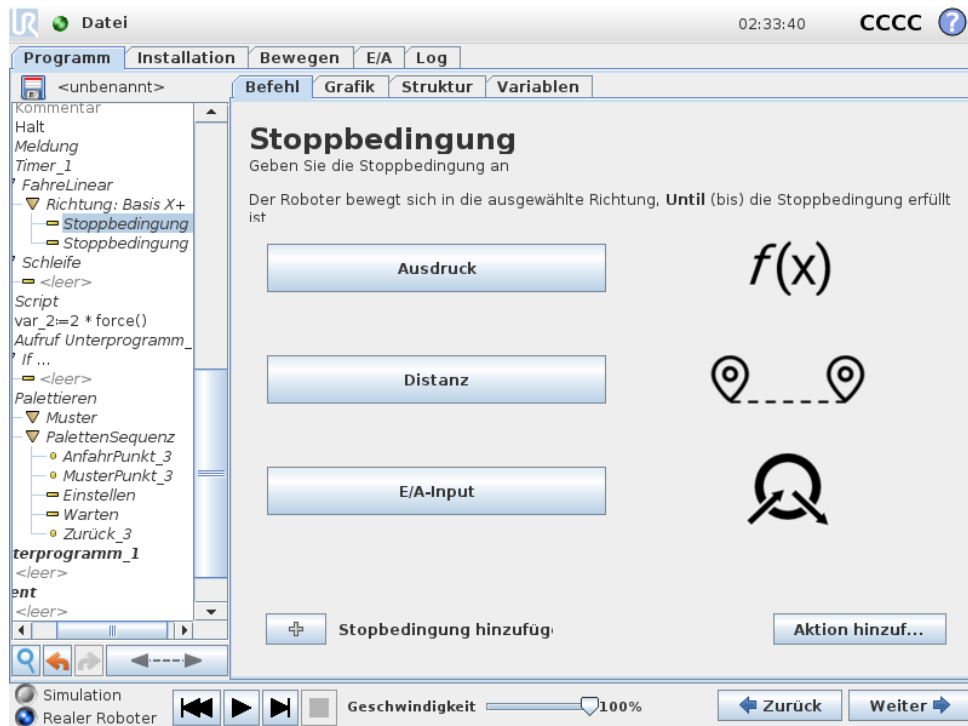 UR Datei 02:33:40 CCCC ?
Programm Installation Bewegen E/A Log
<unbenannt>
Befehl Grafik Struktur Variablen
Kommentar
Halt
Meldung
Timer_1
FahreLinear
Richtung: Basis X+
Stoppbedingung
Stoppbedingung
Schleife
<leer>
Script
var_2:=2 * force()
Aufruf Unterprogramm_
If ...
<leer>
Palettieren
Muster
PalettenSequenz
AnfahrPunkt_3
MusterPunkt_3
Einstellen
Warten
Zurück_3
terprogramm_1
<leer>
ent
<leer>
Stoppbedingung
Geben Sie die Stoppbedingung an
Der Roboter bewegt sich in die ausgewählte Richtung, Until (bis) die Stoppbedingung erfüllt
ist
Ausdruck f(x)
Distanz
E/A-Input
Stopbedingung hinzufüg
Aktion hinzuf...
Simulation
Realer Roboter
Geschwindigkeit 100%
Zurück Weiter